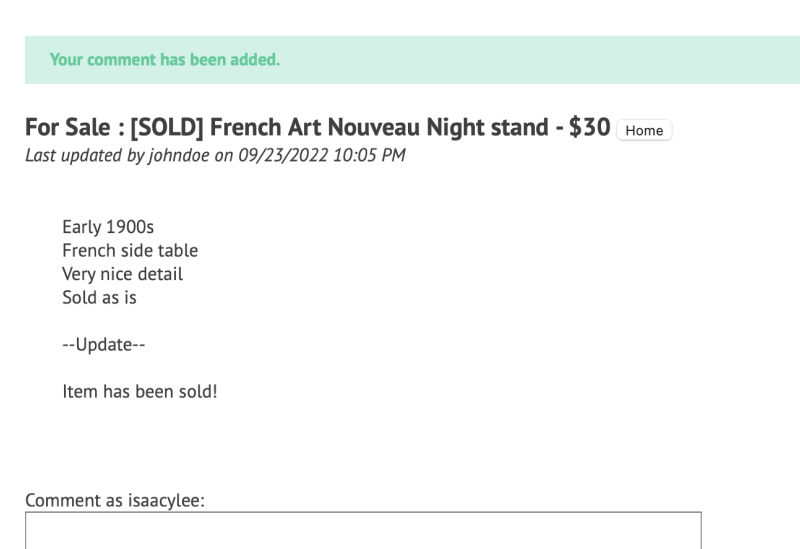 Your comment has been added.
For Sale : [SOLD] French Art Nouveau Night stand - $30 Home
Last updated by johndoe on 09/23/2022 10:05 PM
Early 1900s
French side table
Very nice detail
Sold as is
--Update--
Item has been sold!
Comment as isaacylee: